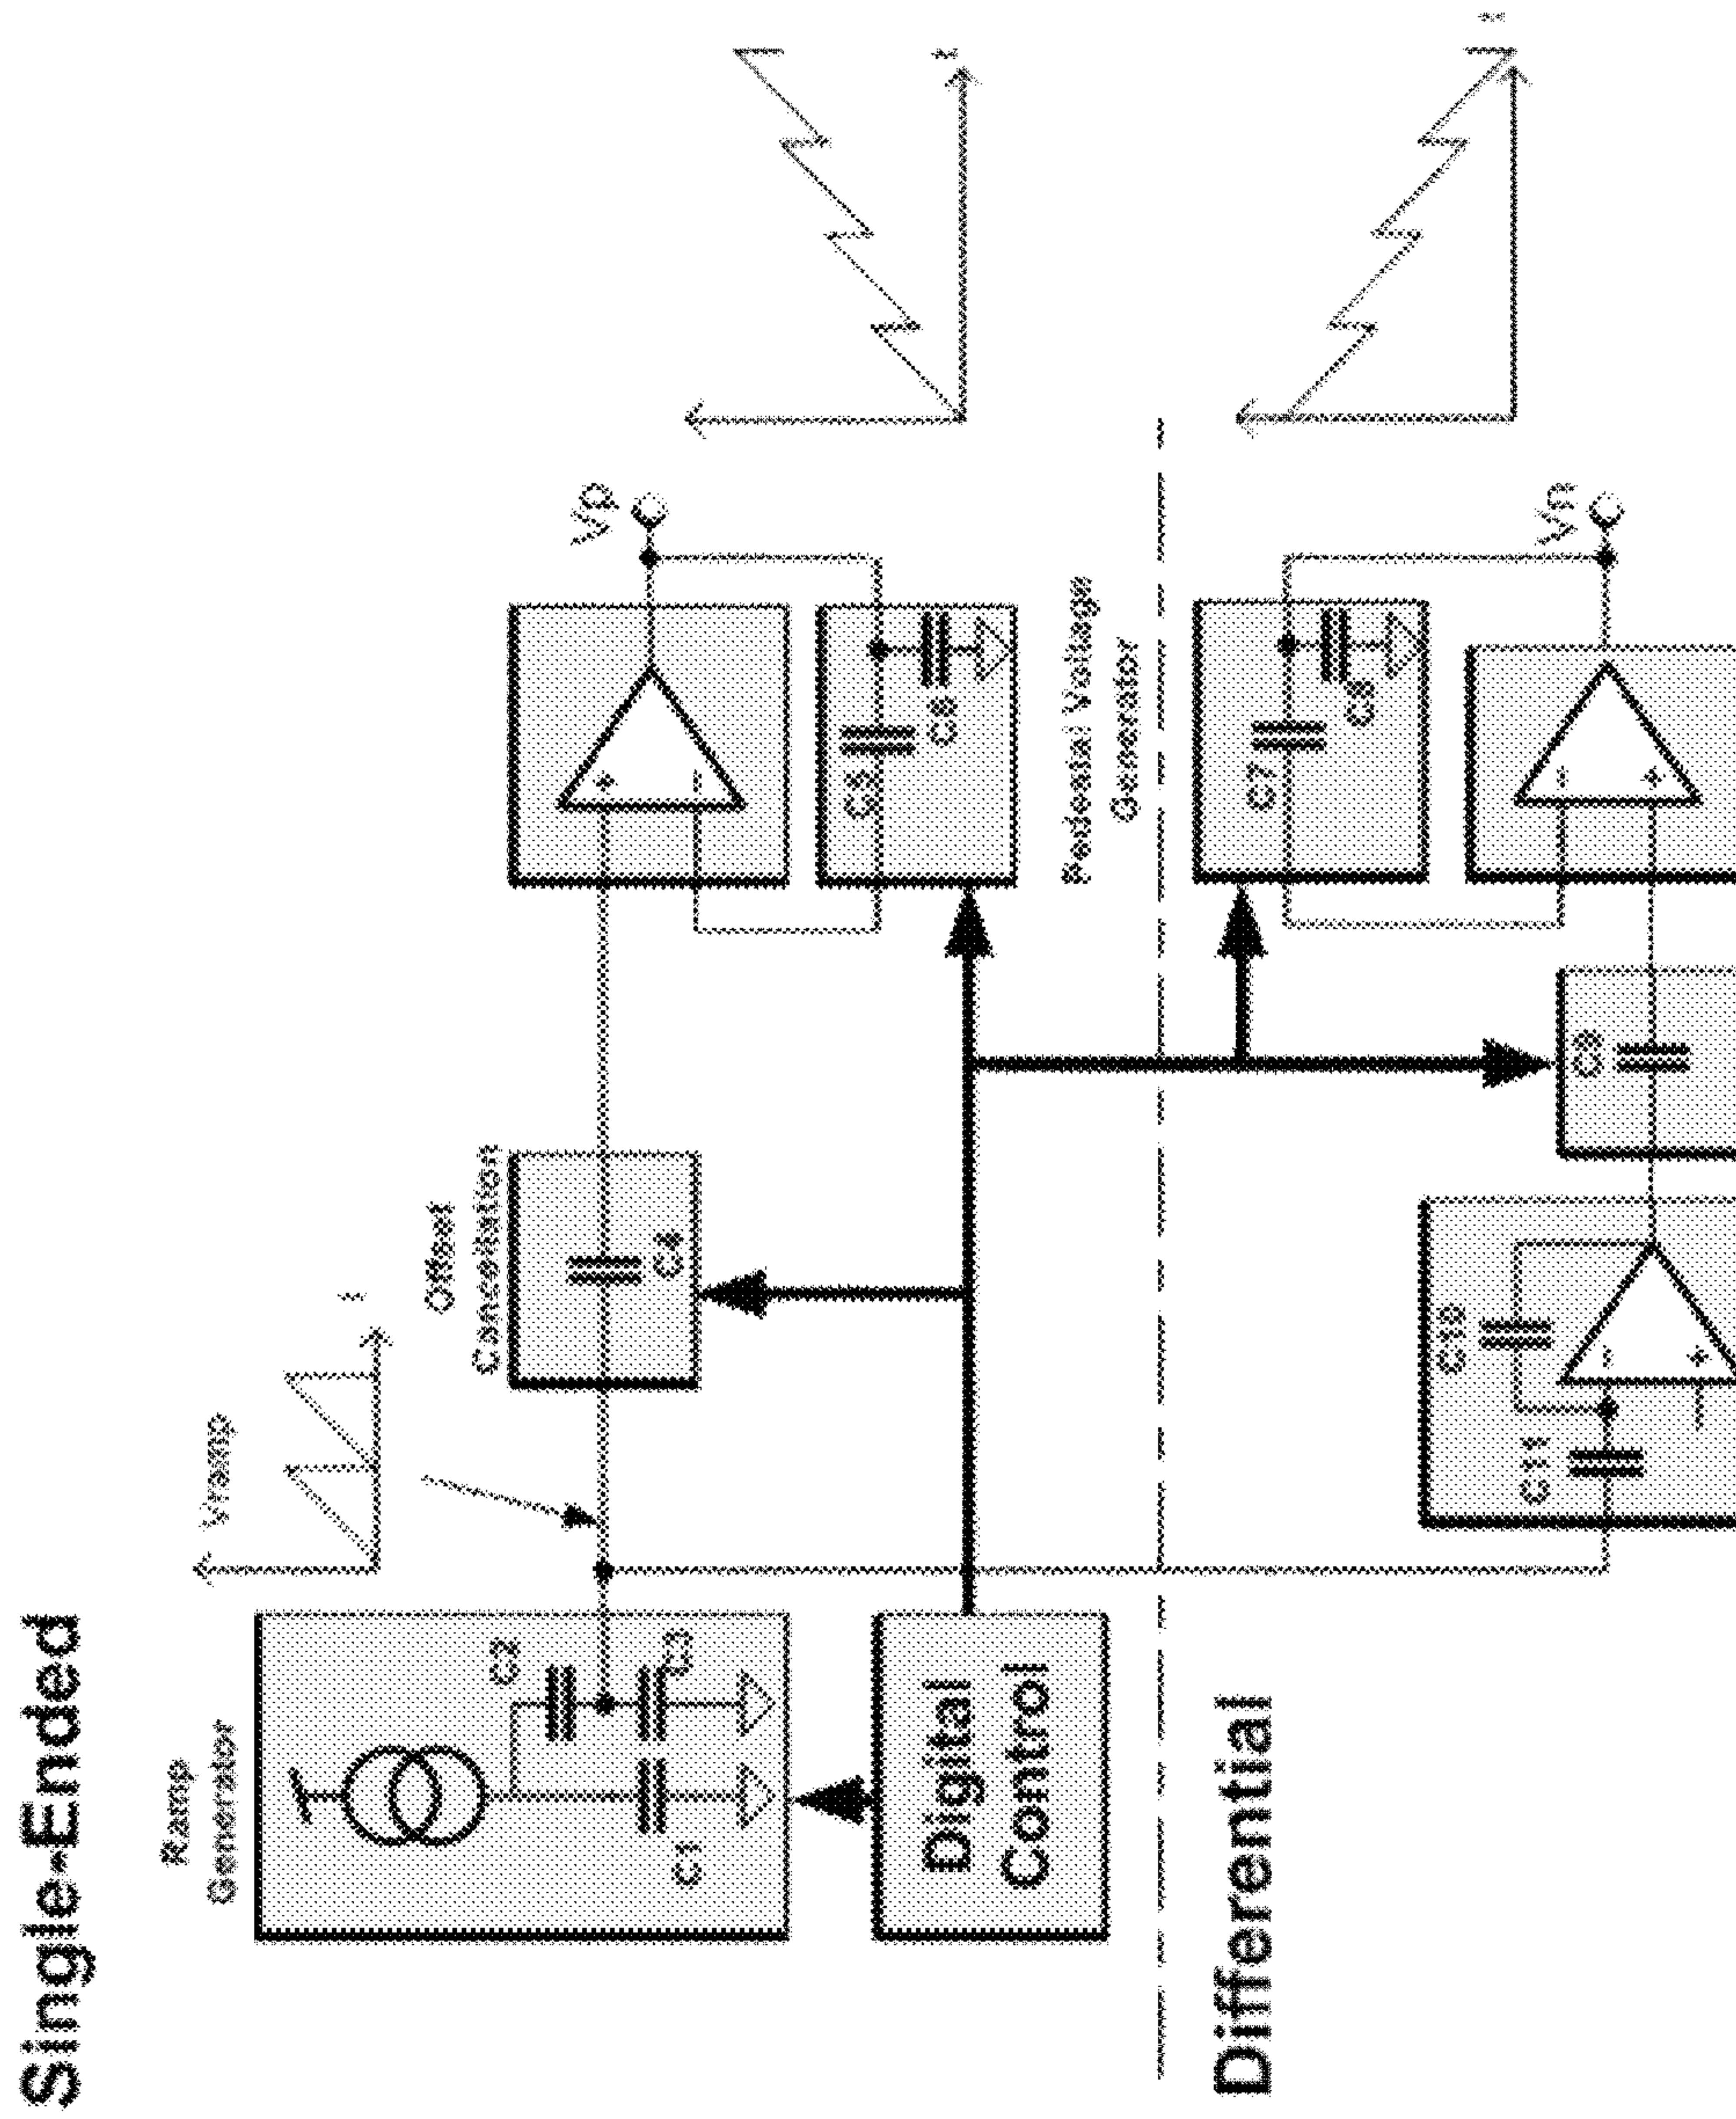 Single-Ended
Ramp
Generator
Vramp
t
C2
C3
C1
Offset
Cancellation
C4
Vp
+
-
C5
C6
t
Digital
Control
Pedestal Voltage
Generator
Differential
C7
C8
Vn
-
+
C9
C10
C11
-
+
t